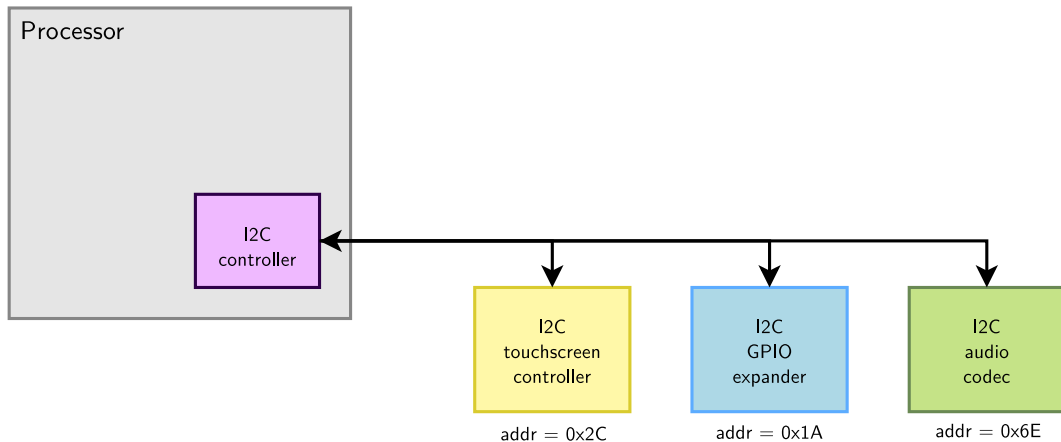 Processor
I2C
controller
I2C
touchscreen
controller
I2C
GPIO
expander
I2C
audio
codec
addr = 0x2C
addr = 0x1A
addr = 0x6E